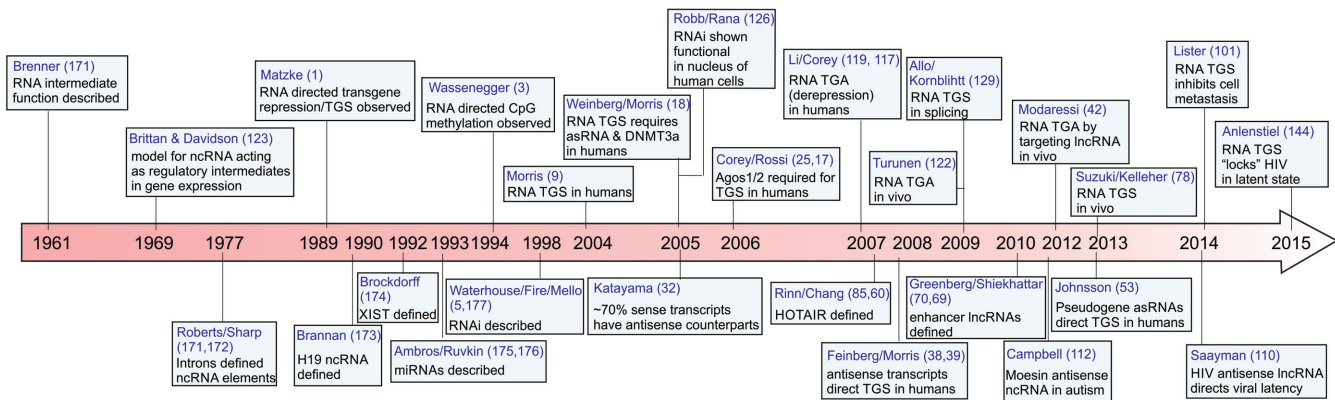 Brenner (171)
RNA intermediate
function described
Brittan & Davidson (123)
model for ncRNA acting
as regulatory intermediates
in gene expression
Matzke (1)
RNA directed transgene
repression/TGS observed
Wassenegger (3)
RNA directed CpG
methylation observed
Morris (9)
RNA TGS in humans
Weinberg/Morris (18)
RNA TGS requires
asRNA & DNMT3a
in humans
Robb/Rana (126)
RNAi shown
functional
in nucleus of
human cells
Corey/Rossi (25,17)
Agos1/2 required for
TGS in humans
Li/Corey (119, 117)
RNA TGA
(derepression)
in humans
Turunen (122)
RNA TGA
in vivo
Allo/
Kornblihtt (129)
RNA TGS
in splicing
Modaressi (42)
RNA TGA by
targeting lncRNA
in vivo
Suzuki/Kelleher (78)
RNA TGS
in vivo
Lister (101)
RNA TGS
inhibits cell
metastasis
Anlenstiel (144)
RNA TGS
“locks” HIV
in latent state
1961 1969 1977 1989 1990 1992 1993 1994 1998 2004 2005 2006 2007 2008 2009 2010 2012 2013 2014 2015
Roberts/Sharp
(171,172)
Introns defined
ncRNA elements
Brannan (173)
H19 ncRNA
defined
Brockdorff
(174)
XIST defined
Ambros/Ruvkin (175,176)
miRNAs described
Waterhouse/Fire/Mello
(5,177)
RNAi described
Katayama (32)
~70% sense transcripts
have antisense counterparts
Rinn/Chang (85,60)
HOTAIR defined
Feinberg/Morris (38,39)
antisense transcripts
direct TGS in humans
Greenberg/Shiekhattar
(70,69)
enhancer lncRNAs
defined
Campbell (112)
Moesin antisense
ncRNA in autism
Johnsson (53)
Pseudogene asRNAs
direct TGS in humans
Saayman (110)
HIV antisense lncRNA
directs viral latency